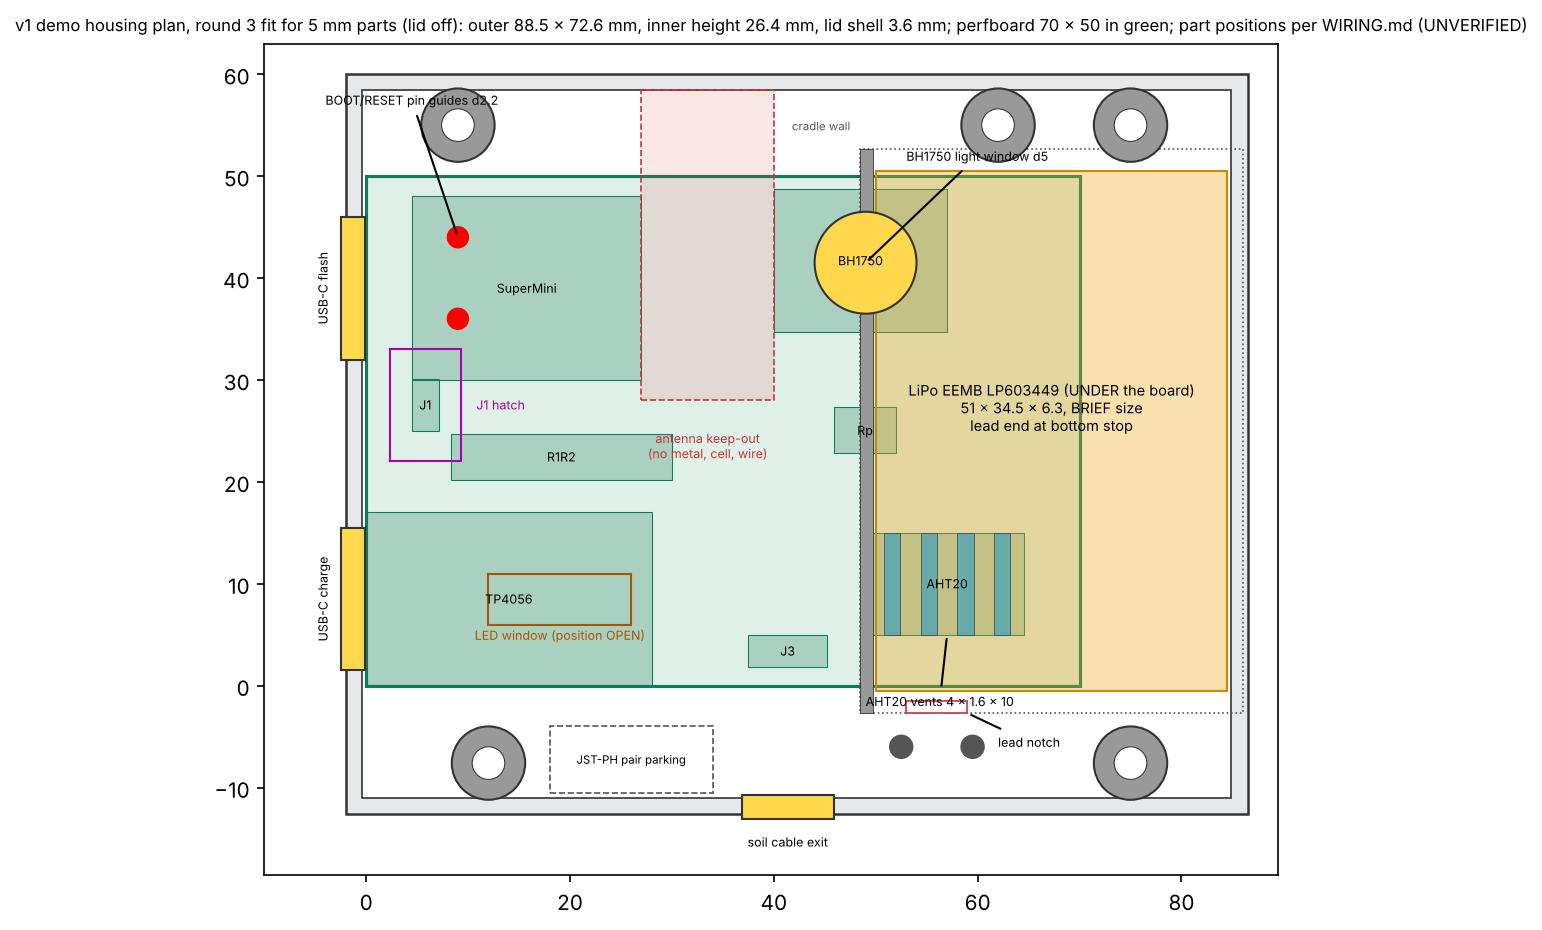 v1 demo housing plan, round 3 fit for 5 mm parts (lid off): outer 88.5 × 72.6 mm, inner height 26.4 mm, lid shell 3.6 mm; perfboard 70 × 50 in green; part positions per WIRING.md (UNVERIFIED)
60
BOOT/RESET pin guides d2.2
cradle wall
BH1750 light window d5
50
USB-C flash
BH1750
40
SuperMini
30
J1
J1 hatch
LiPo EEMB LP603449 (UNDER the board)
51 × 34.5 × 6.3, BRIEF size
lead end at bottom stop
antenna keep-out
(no metal, cell, wire)
Rp
R1R2
20
10
USB-C charge
TP4056
AHT20
LED window (position OPEN)
J3
0
AHT20 vents 4 × 1.6 × 10
lead notch
JST-PH pair parking
−10
soil cable exit
0
20
40
60
80